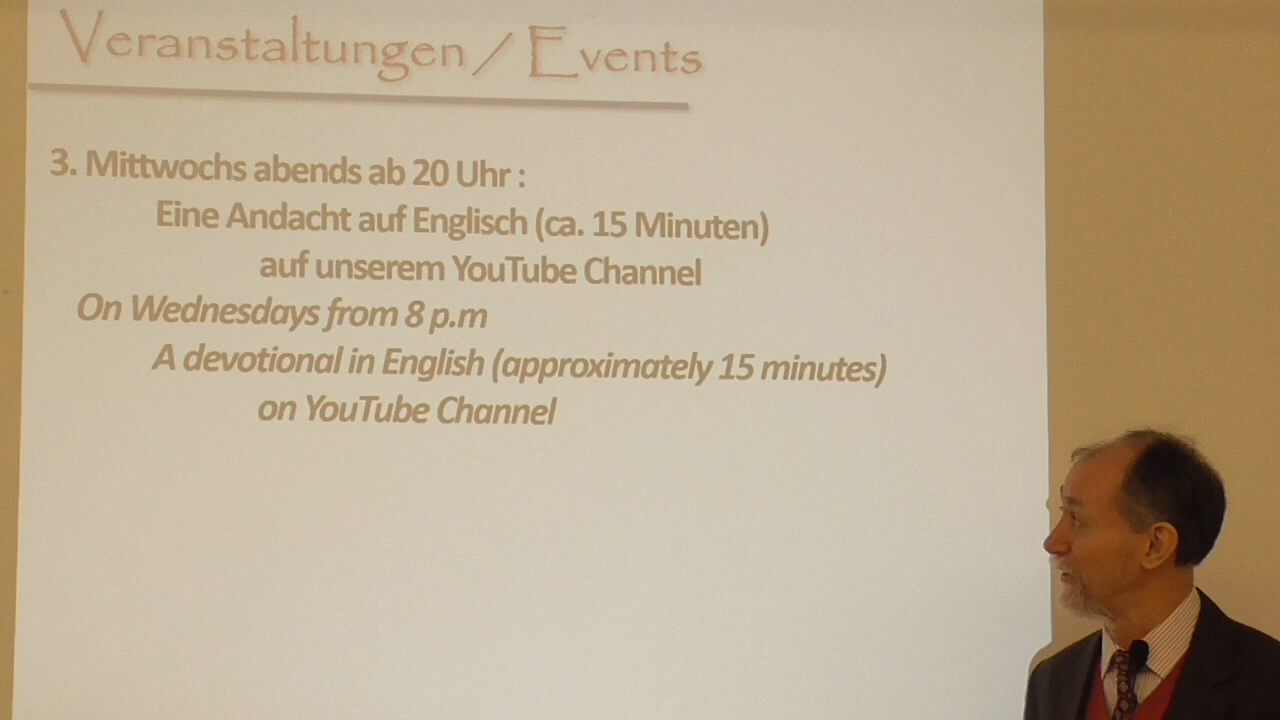 Veranstaltungen / Events
3. Mittwochs abends ab 20 Uhr :
Eine Andacht auf Englisch (ca. 15 Minuten)
auf unserem YouTube Channel
On Wednesdays from 8 p.m
A devotional in English (approximately 15 minutes)
on YouTube Channel